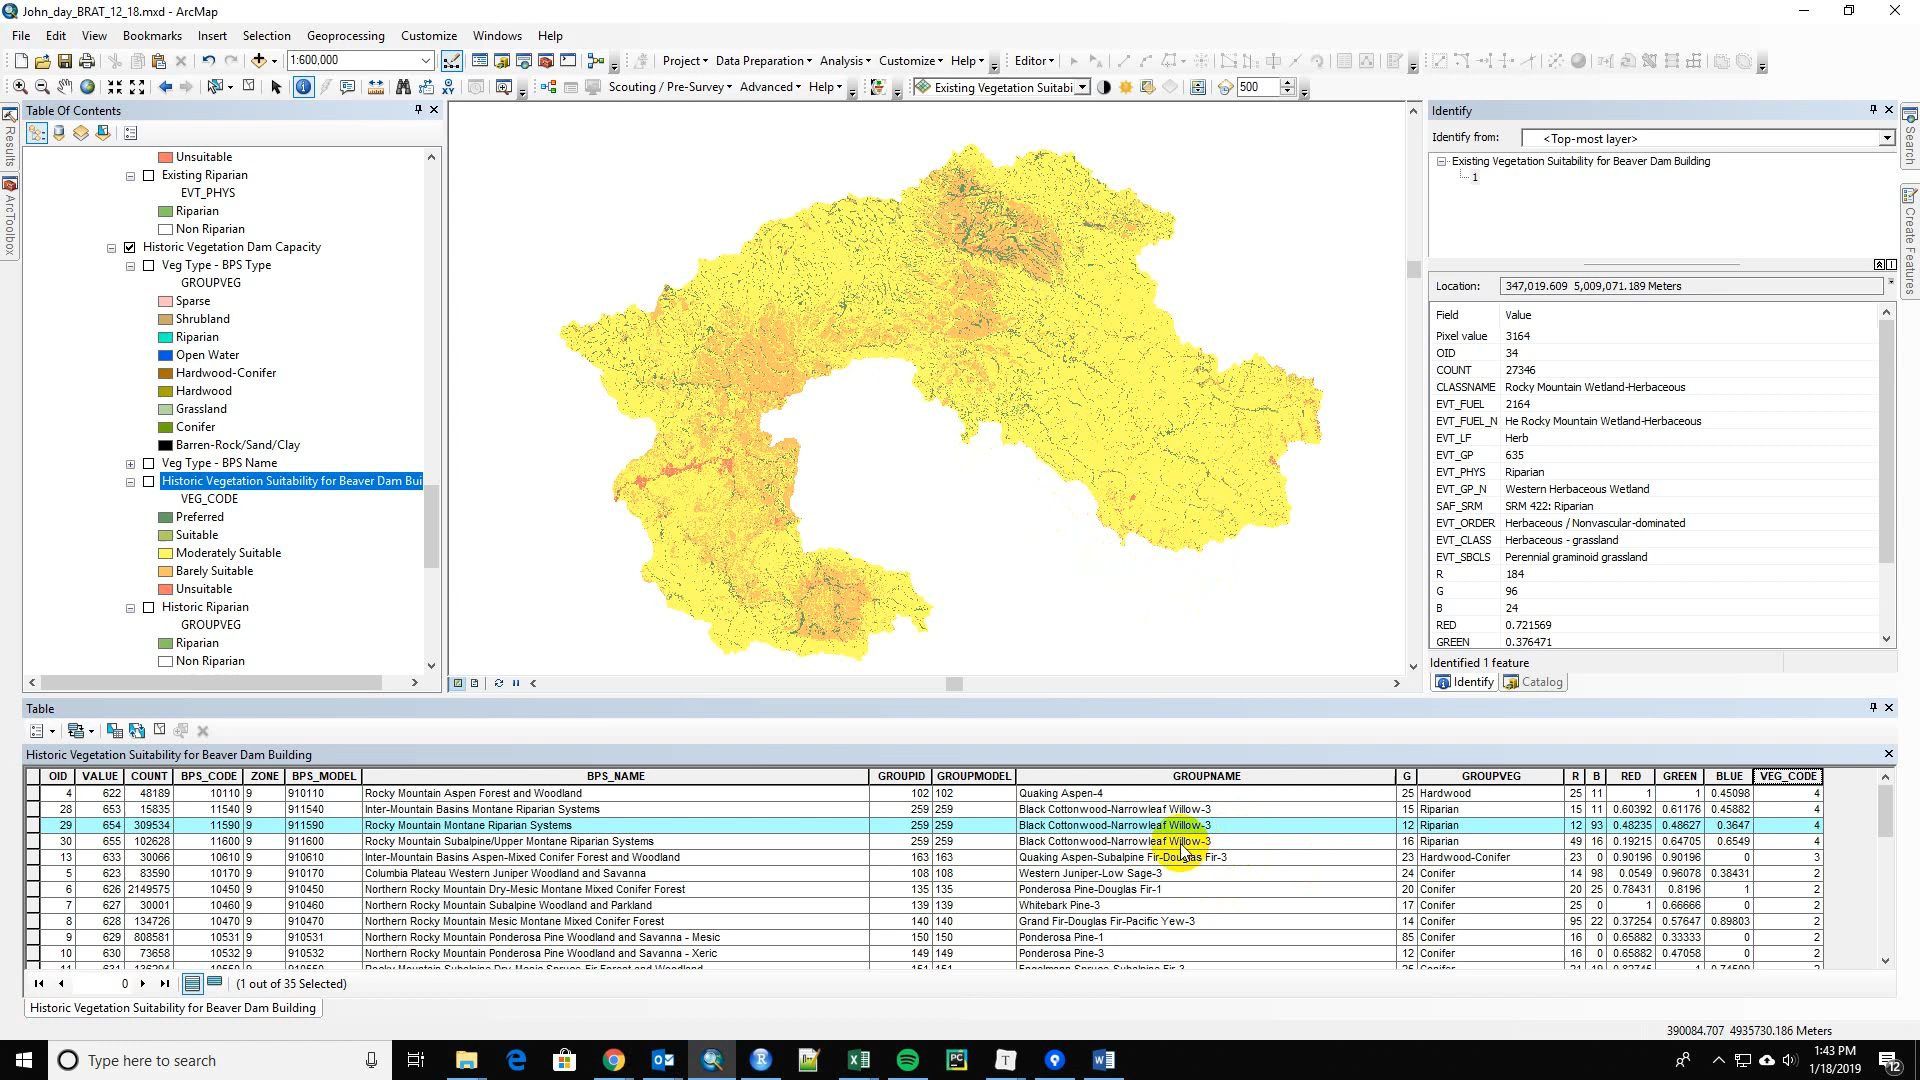 John_day_BRAT_12_18.mxd - ArcMap
File Edit View Bookmarks Insert Selection Geoprocessing Customize Windows Help
1:600,000 Project Data Preparation Analysis Customize Help Editor
Scouting / Pre-Survey Advanced Help Existing Vegetation Suitabi 500
Results
ArcToolbox
Table Of Contents
Unsuitable
Existing Riparian
EVT_PHYS
Riparian
Non Riparian
Historic Vegetation Dam Capacity
Veg Type - BPS Type
GROUPVEG
Sparse
Shrubland
Riparian
Open Water
Hardwood-Conifer
Hardwood
Grassland
Conifer
Barren-Rock/Sand/Clay
Veg Type - BPS Name
Historic Vegetation Suitability for Beaver Dam Bui
VEG_CODE
Preferred
Suitable
Moderately Suitable
Barely Suitable
Unsuitable
Historic Riparian
GROUPVEG
Riparian
Non Riparian
Identify
Identify from: <Top-most layer>
Existing Vegetation Suitability for Beaver Dam Building
1
Location: 347,019.609 5,009,071.189 Meters
Field Value
Pixel value 3164
OID 34
COUNT 27346
CLASSNAME Rocky Mountain Wetland-Herbaceous
EVT_FUEL 2164
EVT_FUEL_N He Rocky Mountain Wetland-Herbaceous
EVT_LF Herb
EVT_GP 635
EVT_PHYS Riparian
EVT_GP_N Western Herbaceous Wetland
SAF_SRM SRM 422: Riparian
EVT_ORDER Herbaceous / Nonvascular-dominated
EVT_CLASS Herbaceous - grassland
EVT_SBCLS Perennial graminoid grassland
R 184
G 96
B 24
RED 0.721569
GREEN 0.376471
Identified 1 feature
Identify Catalog
Search
Create Features
Table
Historic Vegetation Suitability for Beaver Dam Building
OID VALUE COUNT BPS_CODE ZONE BPS_MODEL BPS_NAME GROUPID GROUPMODEL GROUPNAME G GROUPVEG R B RED GREEN BLUE VEG_CODE
4 622 48189 10110 9 910110 Rocky Mountain Aspen Forest and Woodland 102 102 Quaking Aspen-4 25 Hardwood 25 11 1 1 0.45098 4
28 653 15835 11540 9 911540 Inter-Mountain Basins Montane Riparian Systems 259 259 Black Cottonwood-Narrowleaf Willow-3 15 Riparian 15 11 0.60392 0.61176 0.45882 4
29 654 309534 11590 9 911590 Rocky Mountain Montane Riparian Systems 259 259 Black Cottonwood-Narrowleaf Willow-3 12 Riparian 12 93 0.48235 0.48627 0.3647 4
30 655 102628 11600 9 911600 Rocky Mountain Subalpine/Upper Montane Riparian Systems 259 259 Black Cottonwood-Narrowleaf Willow-3 16 Riparian 49 16 0.19215 0.64705 0.6549 4
13 633 30066 10610 9 910610 Inter-Mountain Basins Aspen-Mixed Conifer Forest and Woodland 163 163 Quaking Aspen-Subalpine Fir-Douglas Fir-3 23 Hardwood-Conifer 23 0 0.90196 0.90196 0 3
5 623 83590 10170 9 910170 Columbia Plateau Western Juniper Woodland and Savanna 108 108 Western Juniper-Low Sage-3 24 Conifer 14 98 0.0549 0.96078 0.38431 2
6 626 2149575 10450 9 910450 Northern Rocky Mountain Dry-Mesic Montane Mixed Conifer Forest 135 135 Ponderosa Pine-Douglas Fir-1 20 Conifer 20 25 0.78431 0.8196 1 2
7 627 30001 10460 9 910460 Northern Rocky Mountain Subalpine Woodland and Parkland 139 139 Whitebark Pine-3 17 Conifer 25 0 1 0.66666 0 2
8 628 134726 10470 9 910470 Northern Rocky Mountain Mesic Montane Mixed Conifer Forest 140 140 Grand Fir-Douglas Fir-Pacific Yew-3 14 Conifer 95 22 0.37254 0.57647 0.89803 2
9 629 808581 10531 9 910531 Northern Rocky Mountain Ponderosa Pine Woodland and Savanna - Mesic 150 150 Ponderosa Pine-1 85 Conifer 16 0 0.65882 0.33333 0 2
10 630 73658 10532 9 910532 Northern Rocky Mountain Ponderosa Pine Woodland and Savanna - Xeric 149 149 Ponderosa Pine-3 12 Conifer 16 0 0.65882 0.47058 0 2
0 (1 out of 35 Selected)
Historic Vegetation Suitability for Beaver Dam Building
390084.707 4935730.186 Meters
Type here to search
1:43 PM
1/18/2019
12